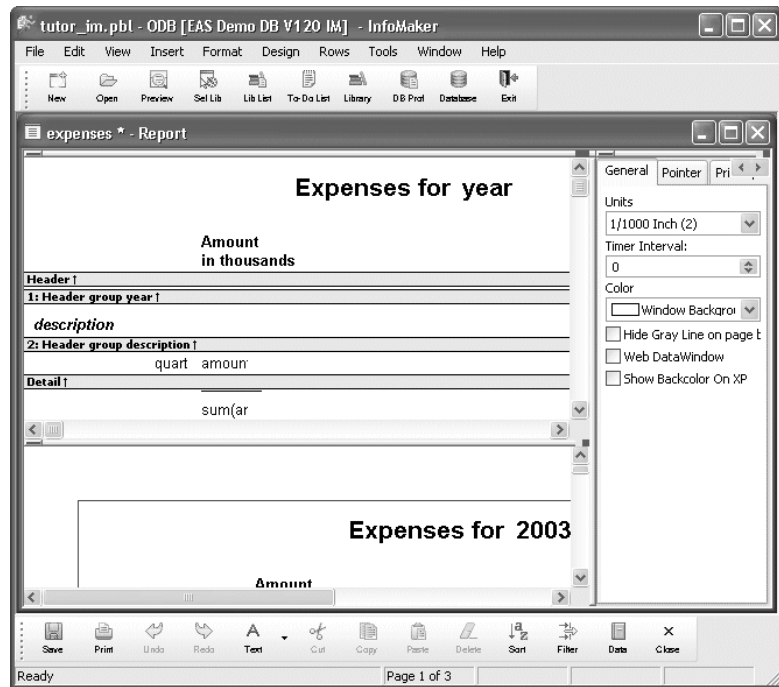 tutor_im.pbl - ODB [EAS Demo DB V120 IM] - InfoMaker
File Edit View Insert Format Design Rows Tools Window Help
New Open Preview Sel Lib Lib List To-Do List Library DB Prof Database Exit
expenses * - Report
Expenses for year
Amount
in thousands
Header ↑
1: Header group year ↑
description
2: Header group description ↑
quart amoun
Detail ↑
sum(ar
General Pointer Pri
Units
1/1000 Inch (2)
Timer Interval:
0
Color
Window Backgrou
Hide Gray Line on page b
Web DataWindow
Show Backcolor On XP
Expenses for 2003
Amount
Save Print Undo Redo Text Cut Copy Paste Delete Sort Filter Data Close
Ready Page 1 of 3